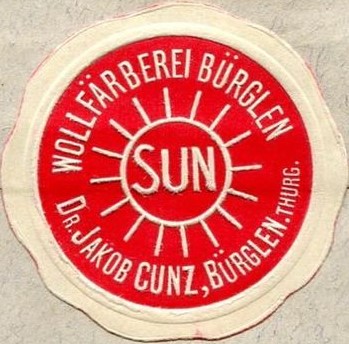 WOLLFÄRBEREI BÜRGLEN
SUN
DR. JAKOB CUNZ, BÜRGLEN. THURG.